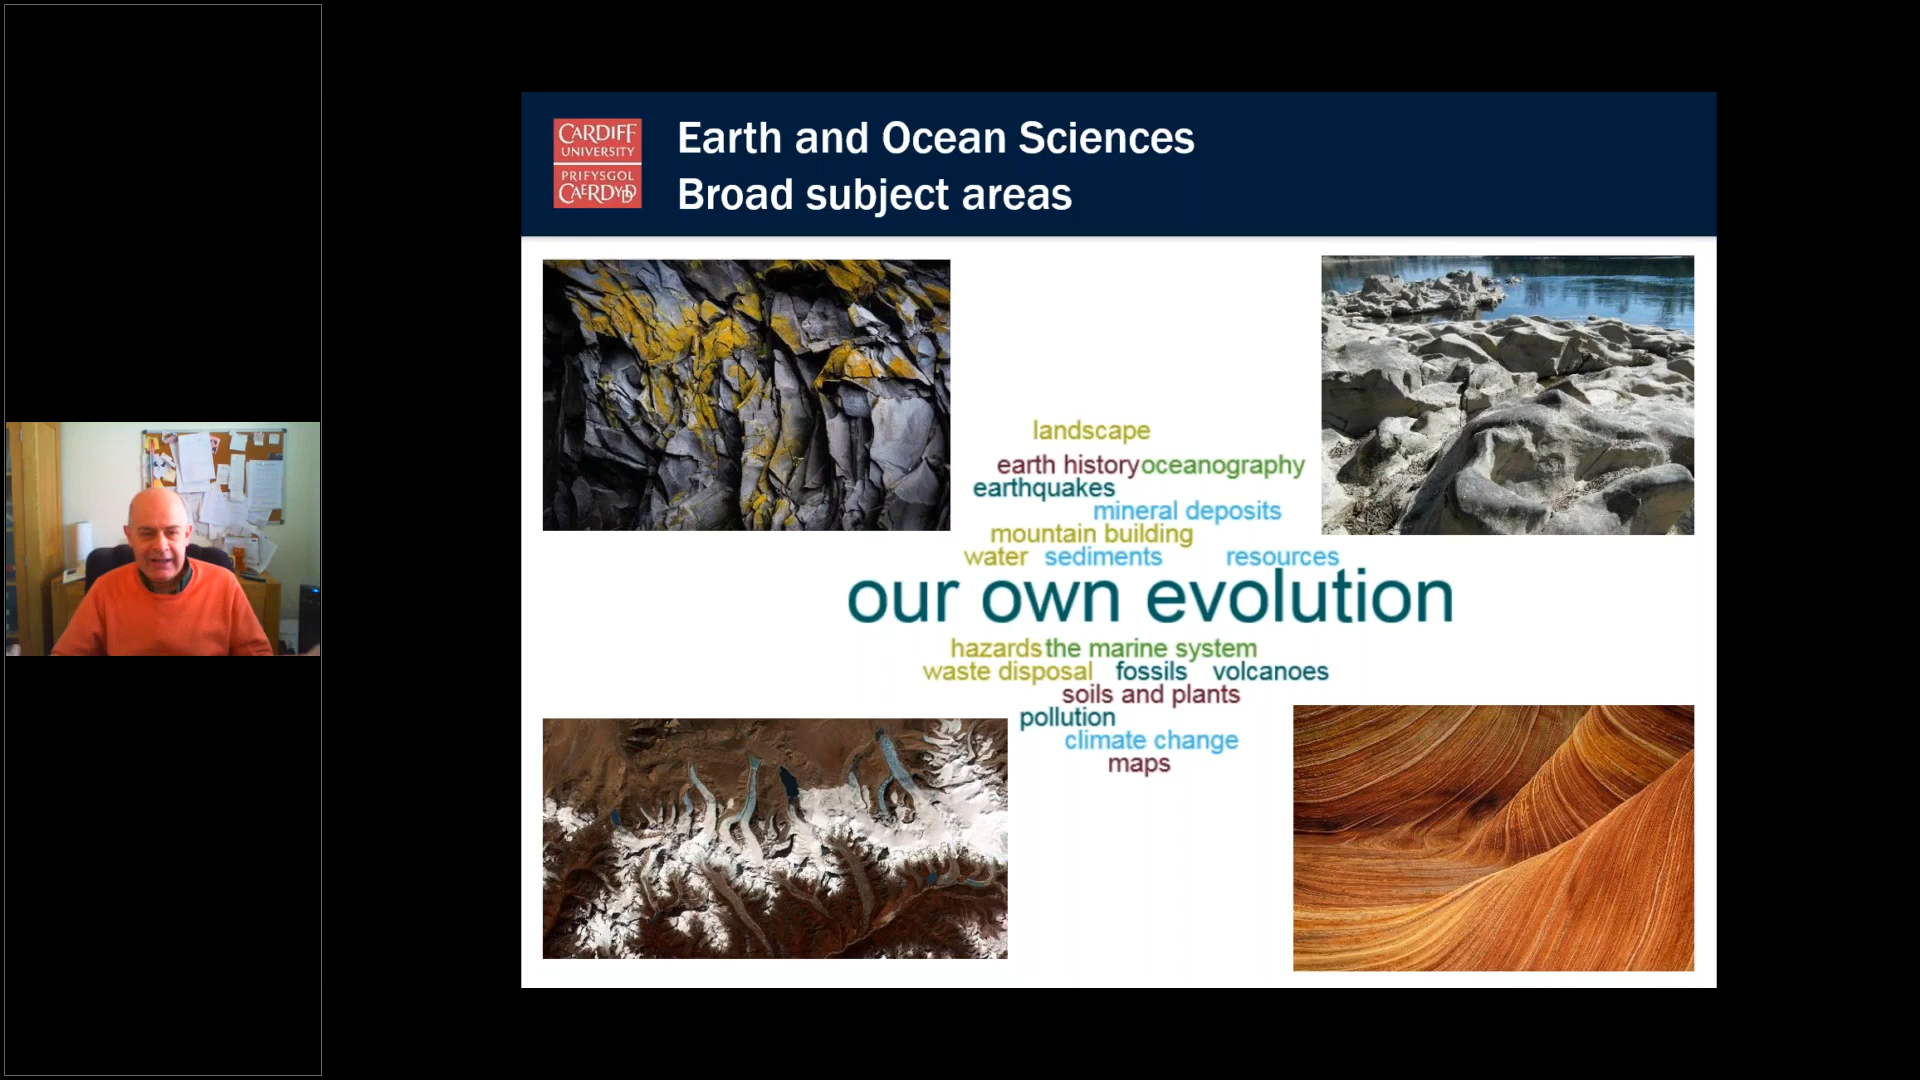 CARDIFF
UNIVERSITY
PRIFYSGOL
CAERDYDD
Earth and Ocean Sciences
Broad subject areas
landscape
earth history oceanography
earthquakes
mineral deposits
mountain building
water sediments resources
our own evolution
hazards the marine system
waste disposal fossils volcanoes
soils and plants
pollution
climate change
maps